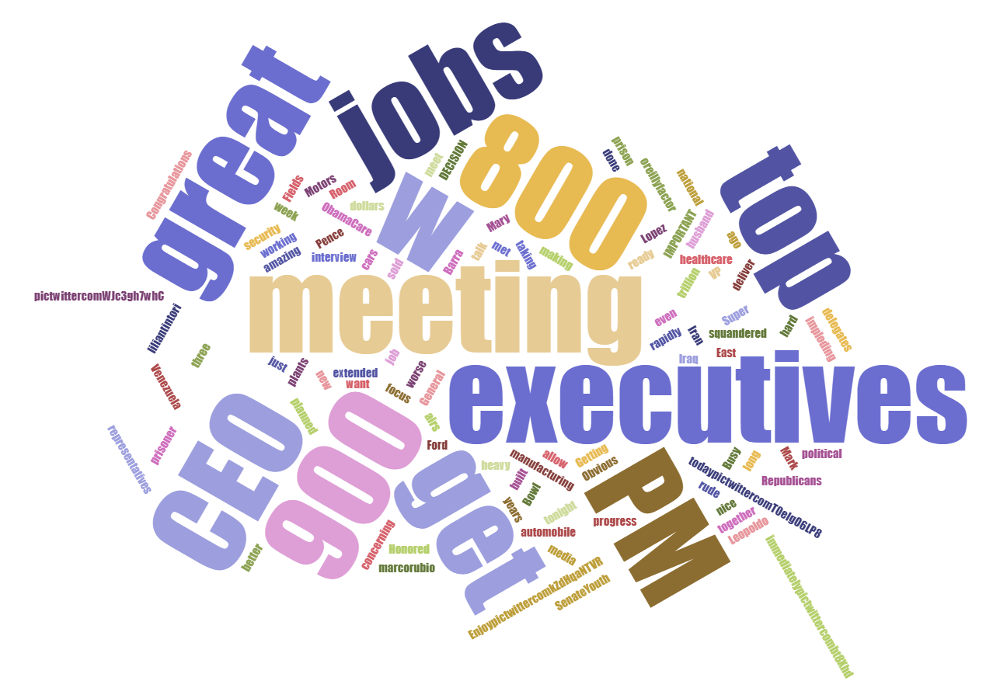 jobs
great
800
top
W
meeting
executives
CEO
900
get
PM
Congratulations
Fields
Motors
Room
week
ObamaCare
dollars
security
working
amazing
Pence
interview
cars
sold
meet
DECISION
Mary
Barra
talk
met
taking
making
prison
done
oreillyfactor
national
IMPORTANT
husband
Lopez
ready
ago
healthcare
VP
deliver
trillion
even
rapidly
Iran
Super
squandered
hard
imploding
delegates
Iraq
East
pictwittercomWJc3gh7whC
liliantintori
three
Venezuela
representatives
prisoner
just
plants
new
extended
want
job
focus
worse
General
airs
planned
Ford
better
concerning
Honored
marcorubio
heavy
manufacturing
allow
Getting
Obvious
built
Bowl
years
tonight
automobile
progress
media
EnjoypictwittercomkZdHqaNTVR
SenateYouth
Busy
long
Mark
political
Republicans
rude
nice
together
Leopoldo